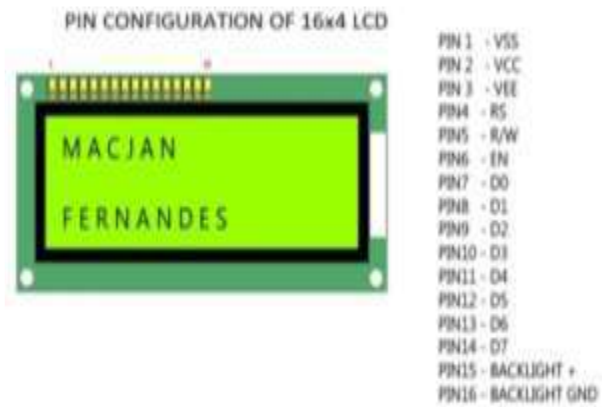 PIN CONFIGURATION OF 16x4 LCD
MACJAN
FERNANDES
PIN 1 - VSS
PIN 2 - VCC
PIN 3 - VEE
PIN4 - RS
PIN5 - R/W
PIN6 - EN
PIN7 - D0
PIN8 - D1
PIN9 - D2
PIN10 - D3
PIN11 - D4
PIN12 - D5
PIN13 - D6
PIN14 - D7
PIN15 - BACKLIGHT +
PIN16 - BACKLIGHT GND